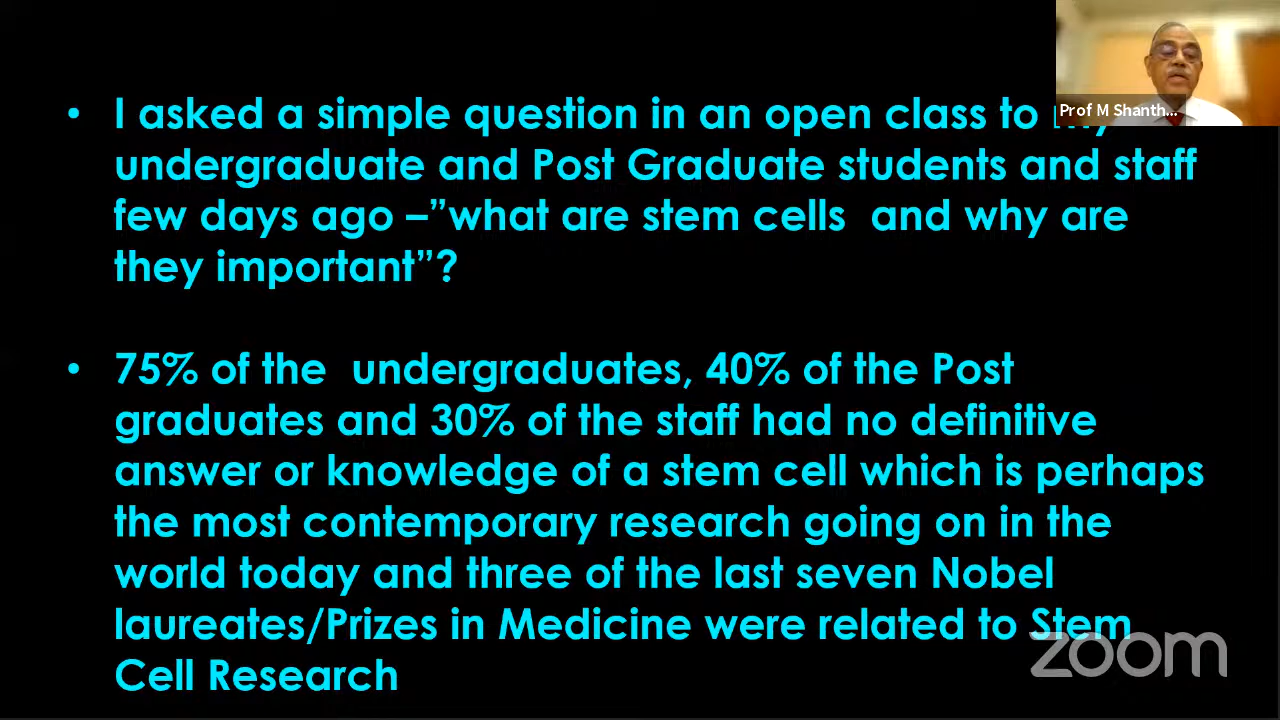 • I asked a simple question in an open class to my
undergraduate and Post Graduate students and staff
few days ago –”what are stem cells  and why are
they important”?
• 75% of the  undergraduates, 40% of the Post
graduates and 30% of the staff had no definitive
answer or knowledge of a stem cell which is perhaps
the most contemporary research going on in the
world today and three of the last seven Nobel
laureates/Prizes in Medicine were related to Stem
Cell Research
Prof M Shanth...
zoom